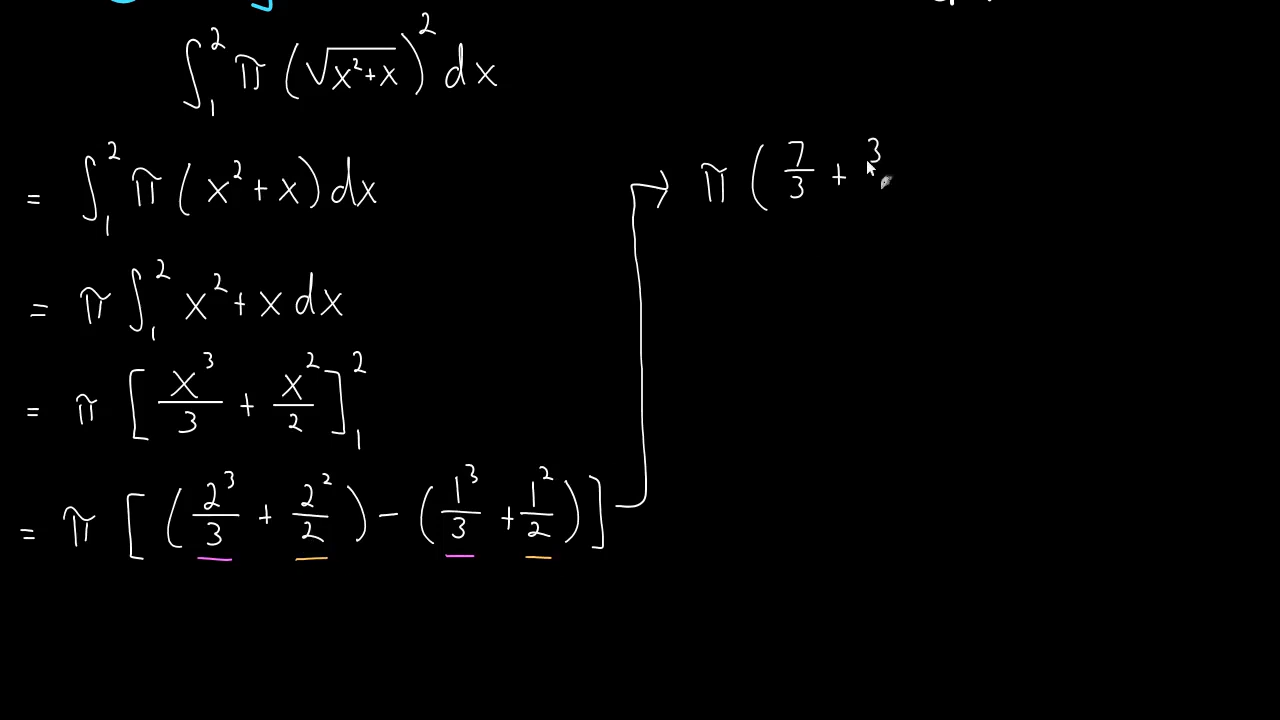 ∫₁² π (√(x²+x))² dx
= ∫₁² π (x² + x) dx
= π ∫₁² x² + x dx
= π [ x³/3 + x²/2 ]₁²
= π [ ( 2³/3 + 2²/2 ) − ( 1³/3 + 1²/2 ) ]
→ π ( 7/3 + 3